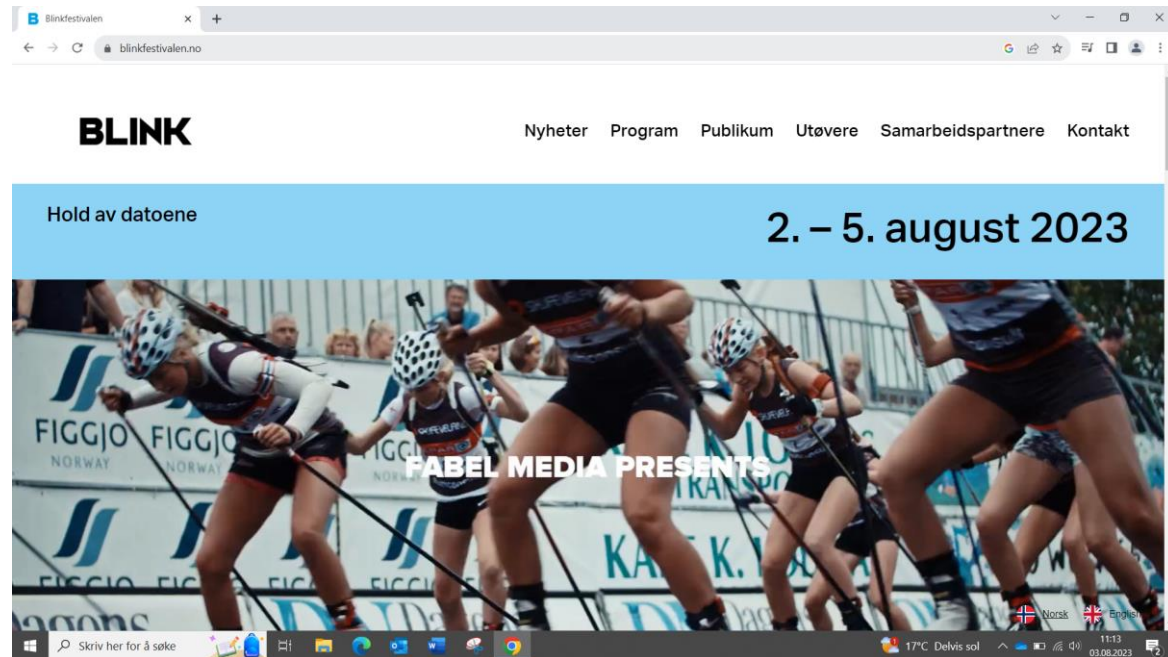 Blinkfestivalen
blinkfestivalen.no
BLINK
Nyheter Program Publikum Utøvere Samarbeidspartnere Kontakt
Hold av datoene
2. – 5. august 2023
FIGGJO FIGGJO
NORWAY NORWAY
FABEL MEDIA PRESENTS
Norsk English
Skriv her for å søke
17°C Delvis sol
11:13
03.08.2023
2